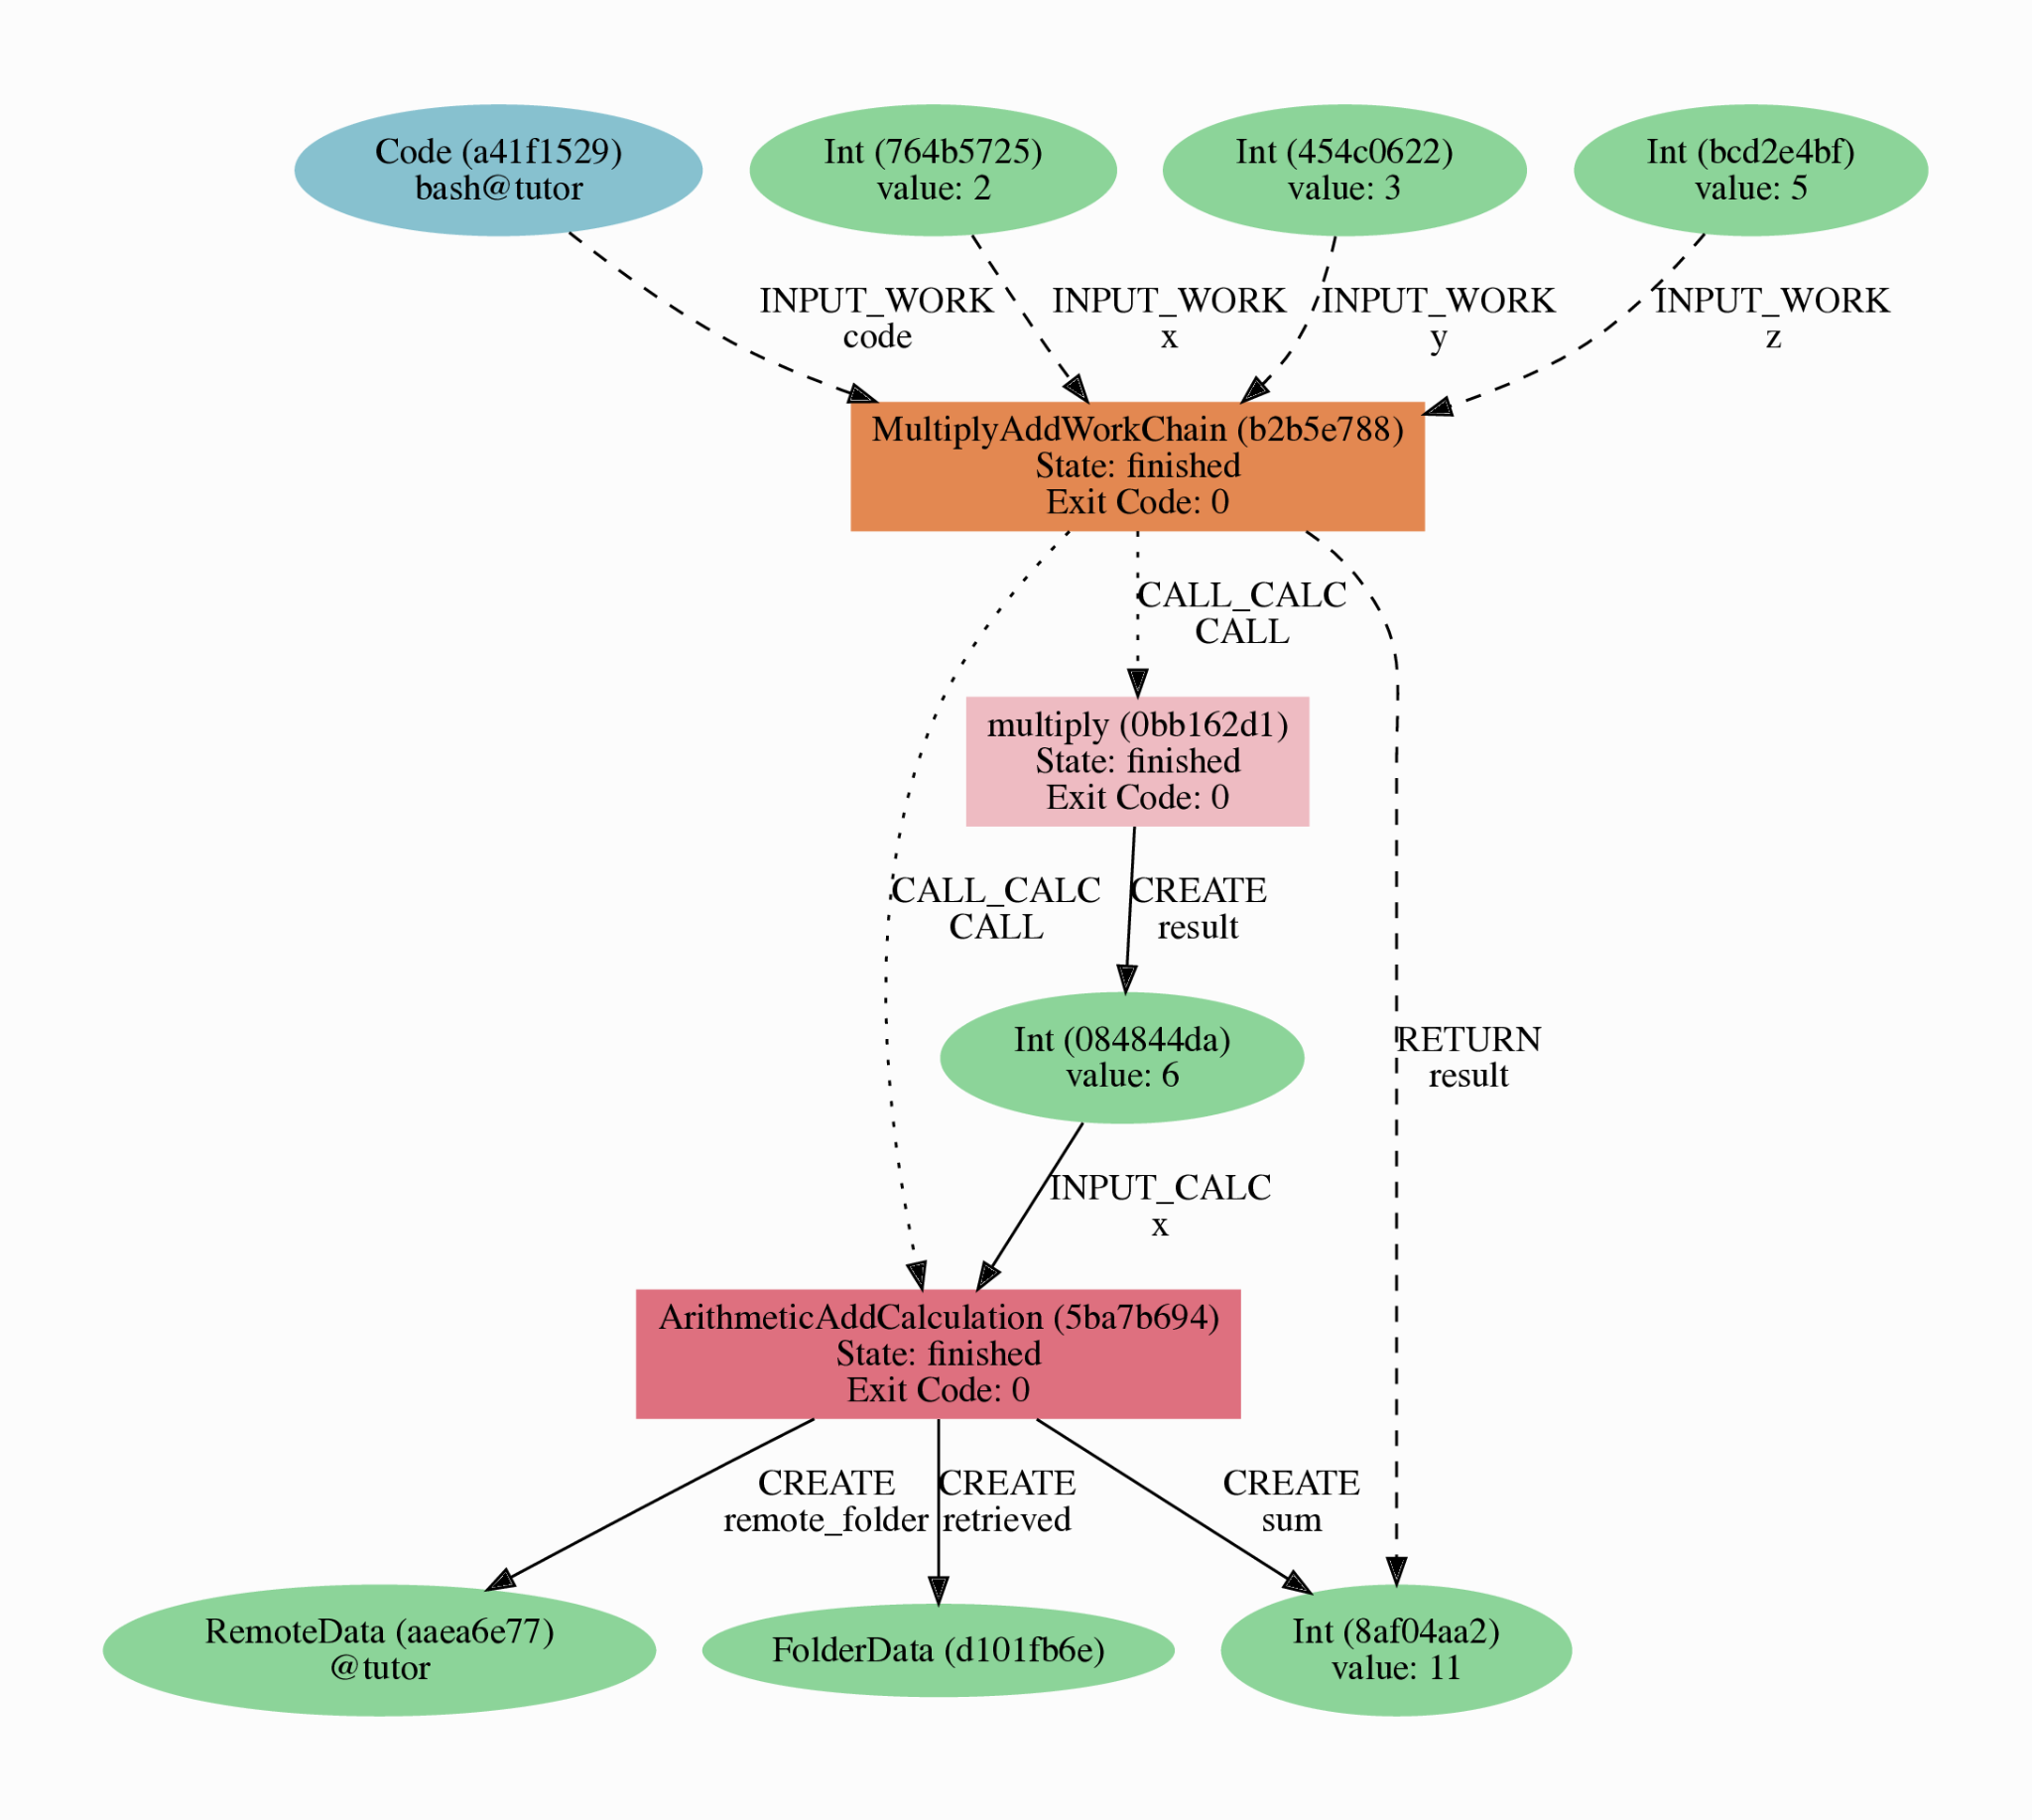 Code (a41f1529)
bash@tutor
Int (764b5725)
value: 2
Int (454c0622)
value: 3
Int (bcd2e4bf)
value: 5
INPUT_WORK
code
INPUT_WORK
x
INPUT_WORK
y
INPUT_WORK
z
MultiplyAddWorkChain (b2b5e788)
State: finished
Exit Code: 0
CALL_CALC
CALL
multiply (0bb162d1)
State: finished
Exit Code: 0
CALL_CALC
CALL
CREATE
result
Int (084844da)
value: 6
RETURN
result
INPUT_CALC
x
ArithmeticAddCalculation (5ba7b694)
State: finished
Exit Code: 0
CREATE
remote_folder
CREATE
retrieved
CREATE
sum
RemoteData (aaea6e77)
@tutor
FolderData (d101fb6e)
Int (8af04aa2)
value: 11